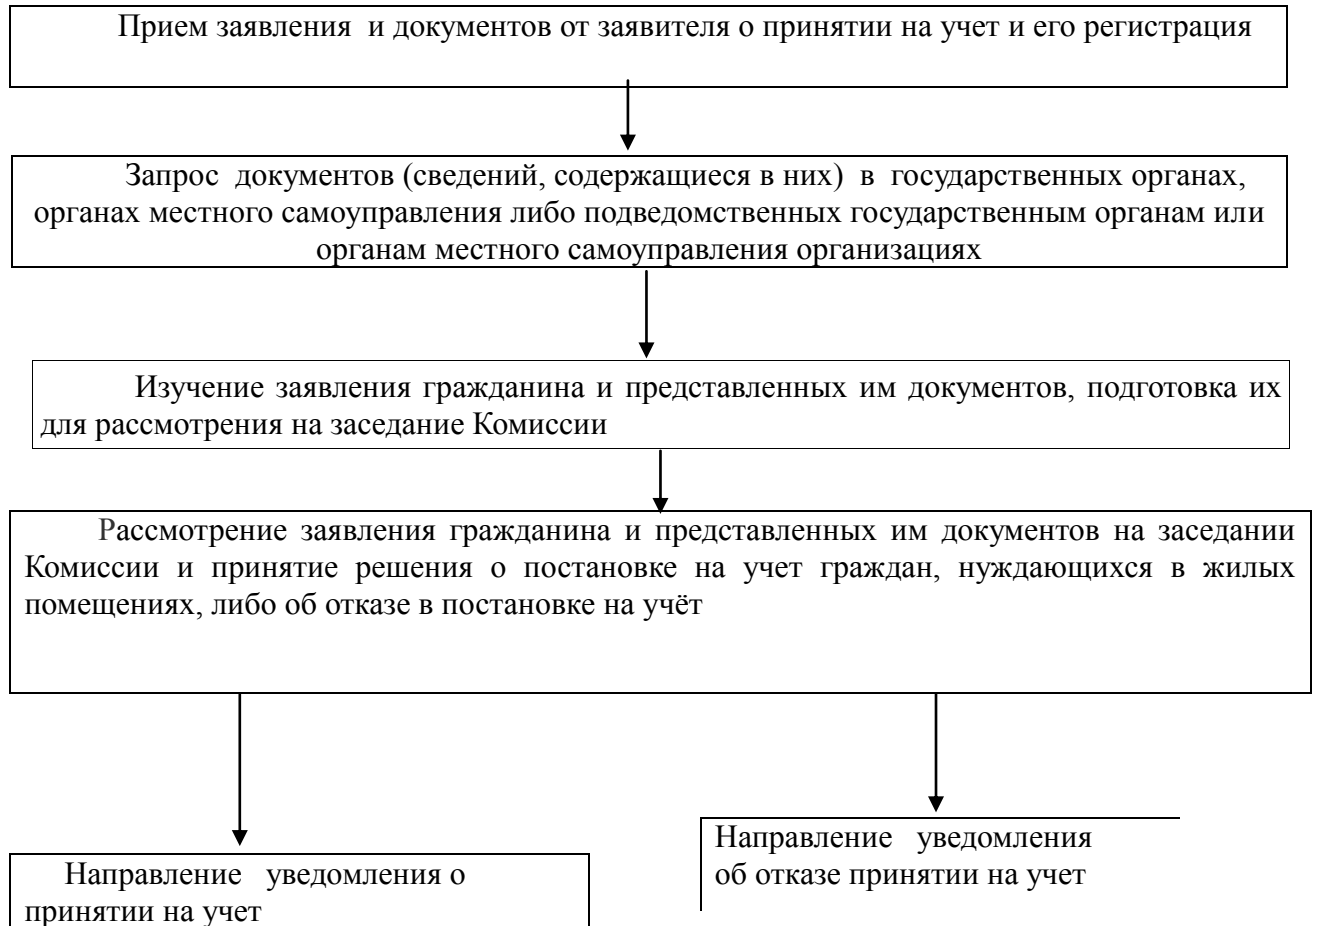 Прием заявления и документов от заявителя о принятии на учет и его регистрация
Запрос документов (сведений, содержащиеся в них) в государственных органах,
органах местного самоуправления либо подведомственных государственным органам или
органам местного самоуправления организациях
Изучение заявления гражданина и представленных им документов, подготовка их
для рассмотрения на заседание Комиссии
Рассмотрение заявления гражданина и представленных им документов на заседании
Комиссии и принятие решения о постановке на учет граждан, нуждающихся в жилых
помещениях, либо об отказе в постановке на учёт
Направление уведомления о
принятии на учет
Направление уведомления
об отказе принятии на учет